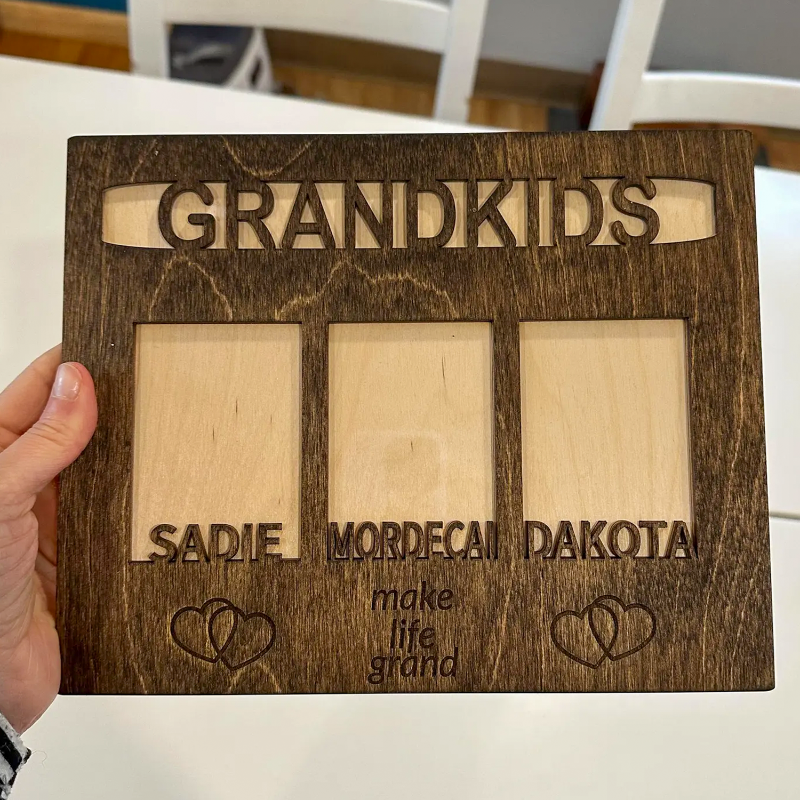 GRANDKIDS
SADIE MORDECAI DAKOTA
make
life
grand